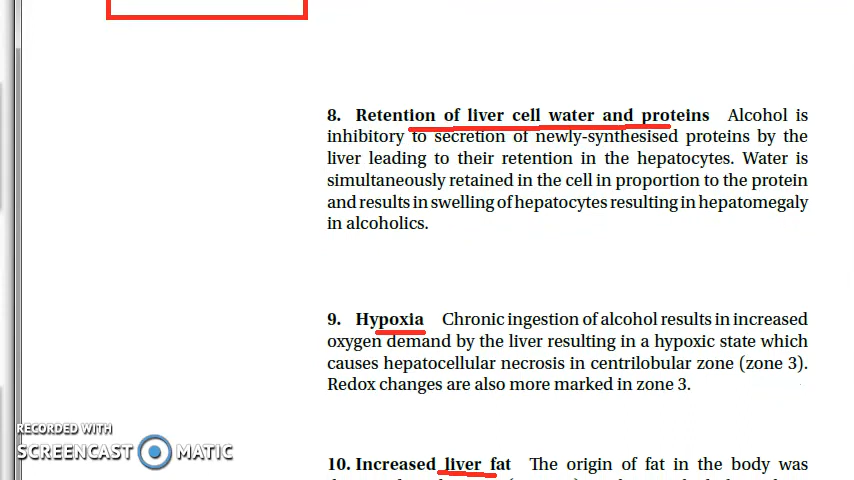 8. Retention of liver cell water and proteins Alcohol is
inhibitory to secretion of newly-synthesised proteins by the
liver leading to their retention in the hepatocytes. Water is
simultaneously retained in the cell in proportion to the protein
and results in swelling of hepatocytes resulting in hepatomegaly
in alcoholics.
9. Hypoxia Chronic ingestion of alcohol results in increased
oxygen demand by the liver resulting in a hypoxic state which
causes hepatocellular necrosis in centrilobular zone (zone 3).
Redox changes are also more marked in zone 3.
RECORDED WITH
SCREENCAST MATIC
10. Increased liver fat The origin of fat in the body was